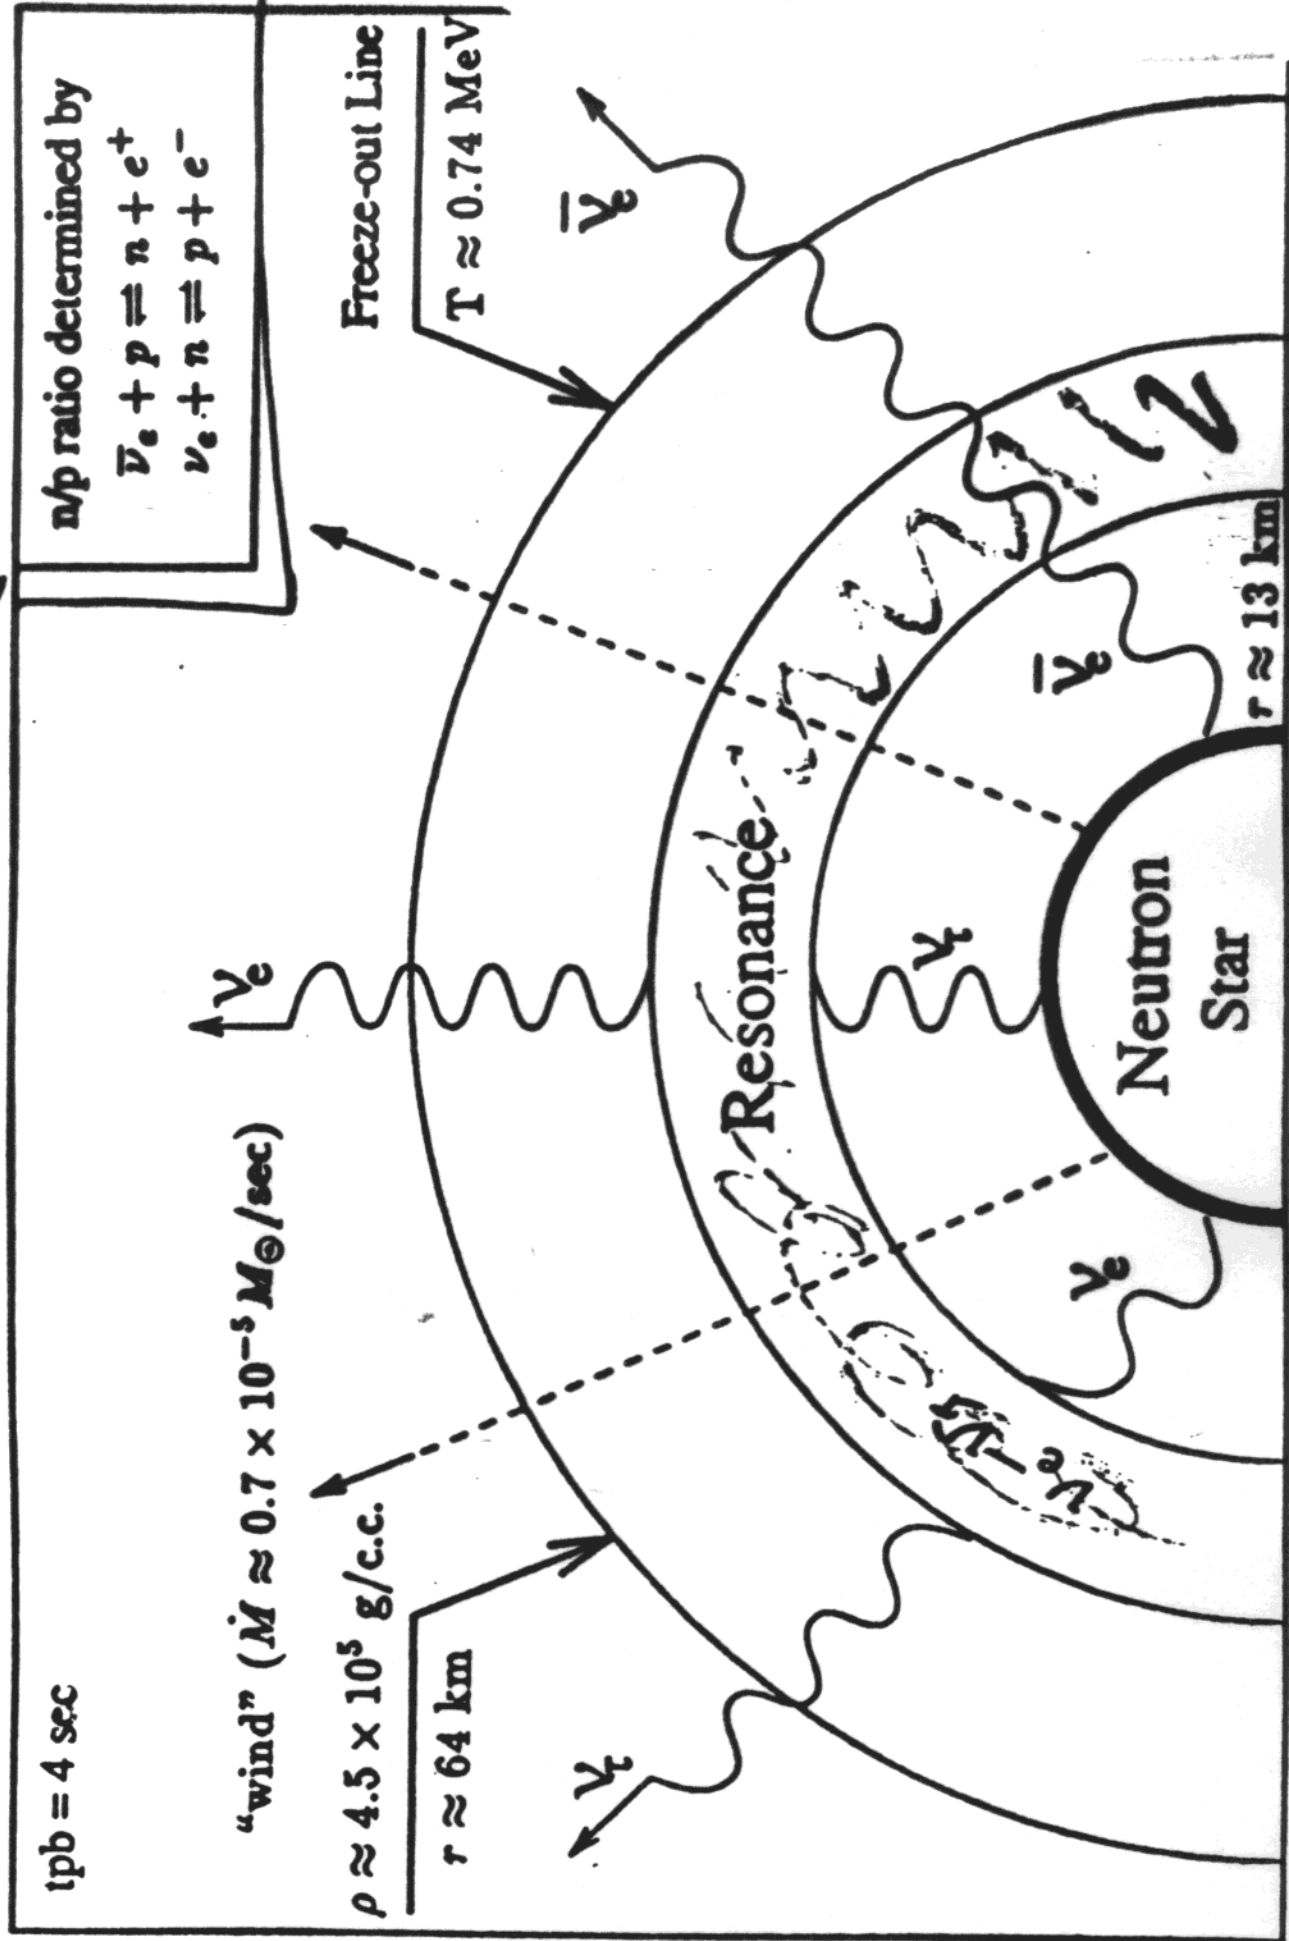 tpb = 4 sec
n/p ratio determined by
ν̄e + p ⇌ n + e⁺
νe + n ⇌ p + e⁻
"wind" (Ṁ ≈ 0.7 × 10⁻⁵ M☉/sec)
νe
ρ ≈ 4.5 × 10⁵ g/c.c.
r ≈ 64 km
Freeze-out Line
T ≈ 0.74 MeV
ντ
ν̄e
Resonance
ντ
νe
ν̄e
Neutron
Star
r ≈ 13 km